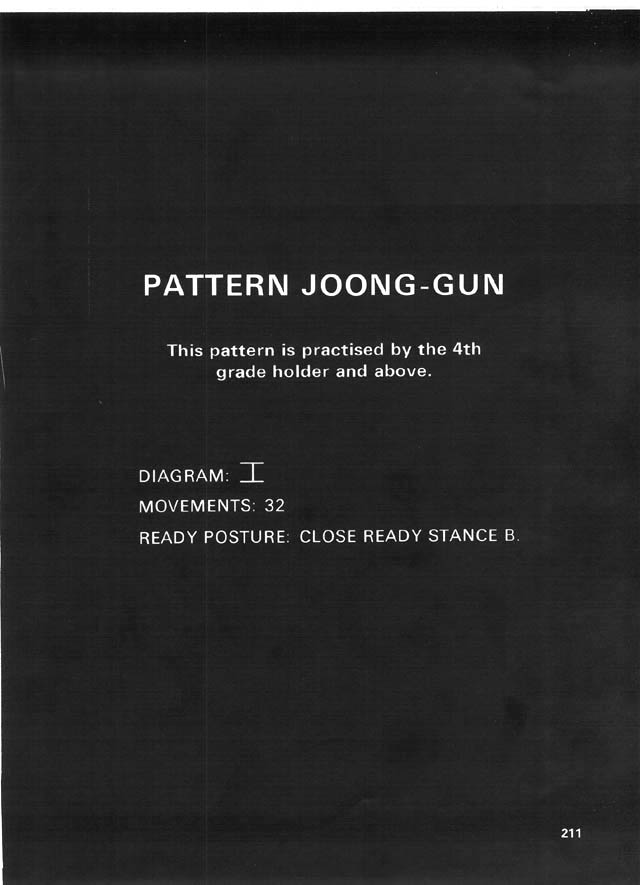 PATTERN JOONG-GUN
This pattern is practised by the 4th
grade holder and above.
DIAGRAM: 工
MOVEMENTS: 32
READY POSTURE: CLOSE READY STANCE B.
211